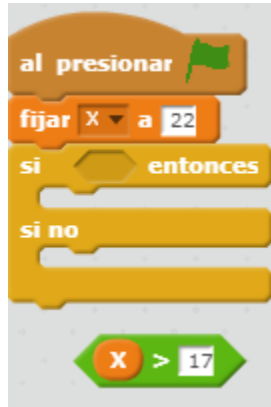 al presionar
fijar X a 22
si entonces
si no
X > 17